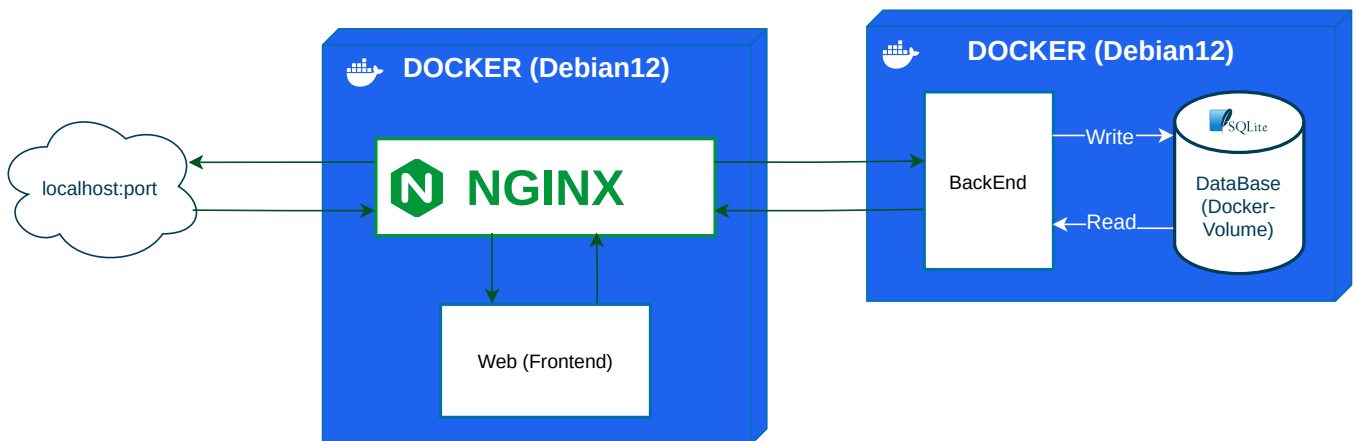 DOCKER (Debian12)
DOCKER (Debian12)
localhost:port
NGINX
Web (Frontend)
BackEnd
Write
Read
SQLite
DataBase
(Docker-
Volume)